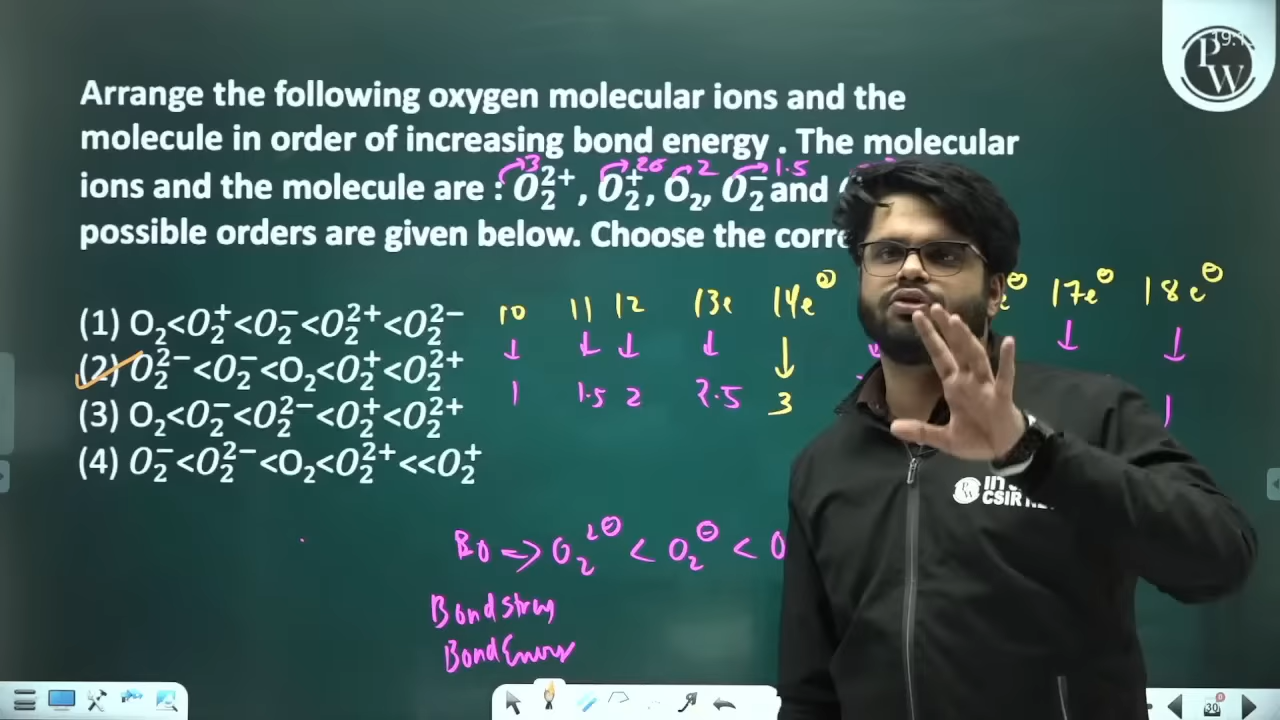 PW
Arrange the following oxygen molecular ions and the
molecule in order of increasing bond energy . The molecular
3 2.5 2 1.5
ions and the molecule are : O₂²⁺, O₂⁺, O₂, O₂⁻ and
possible orders are given below. Choose the corre
10 11 12 13e 14e⊖ e⊖ 17e⊖ 18e⊖
↓ ↓ ↓ ↓ ↓ ↓ ↓
1 1.5 2 2.5 3 1
(1) O₂<O₂⁺<O₂⁻<O₂²⁺<O₂²⁻
(2) O₂²⁻<O₂⁻<O₂<O₂⁺<O₂²⁺
(3) O₂<O₂⁻<O₂²⁻<O₂⁺<O₂²⁺
(4) O₂⁻<O₂²⁻<O₂<O₂²⁺<<O₂⁺
BO => O₂²⊖ < O₂⊖ < O
Bond
Bond
CSIR
30